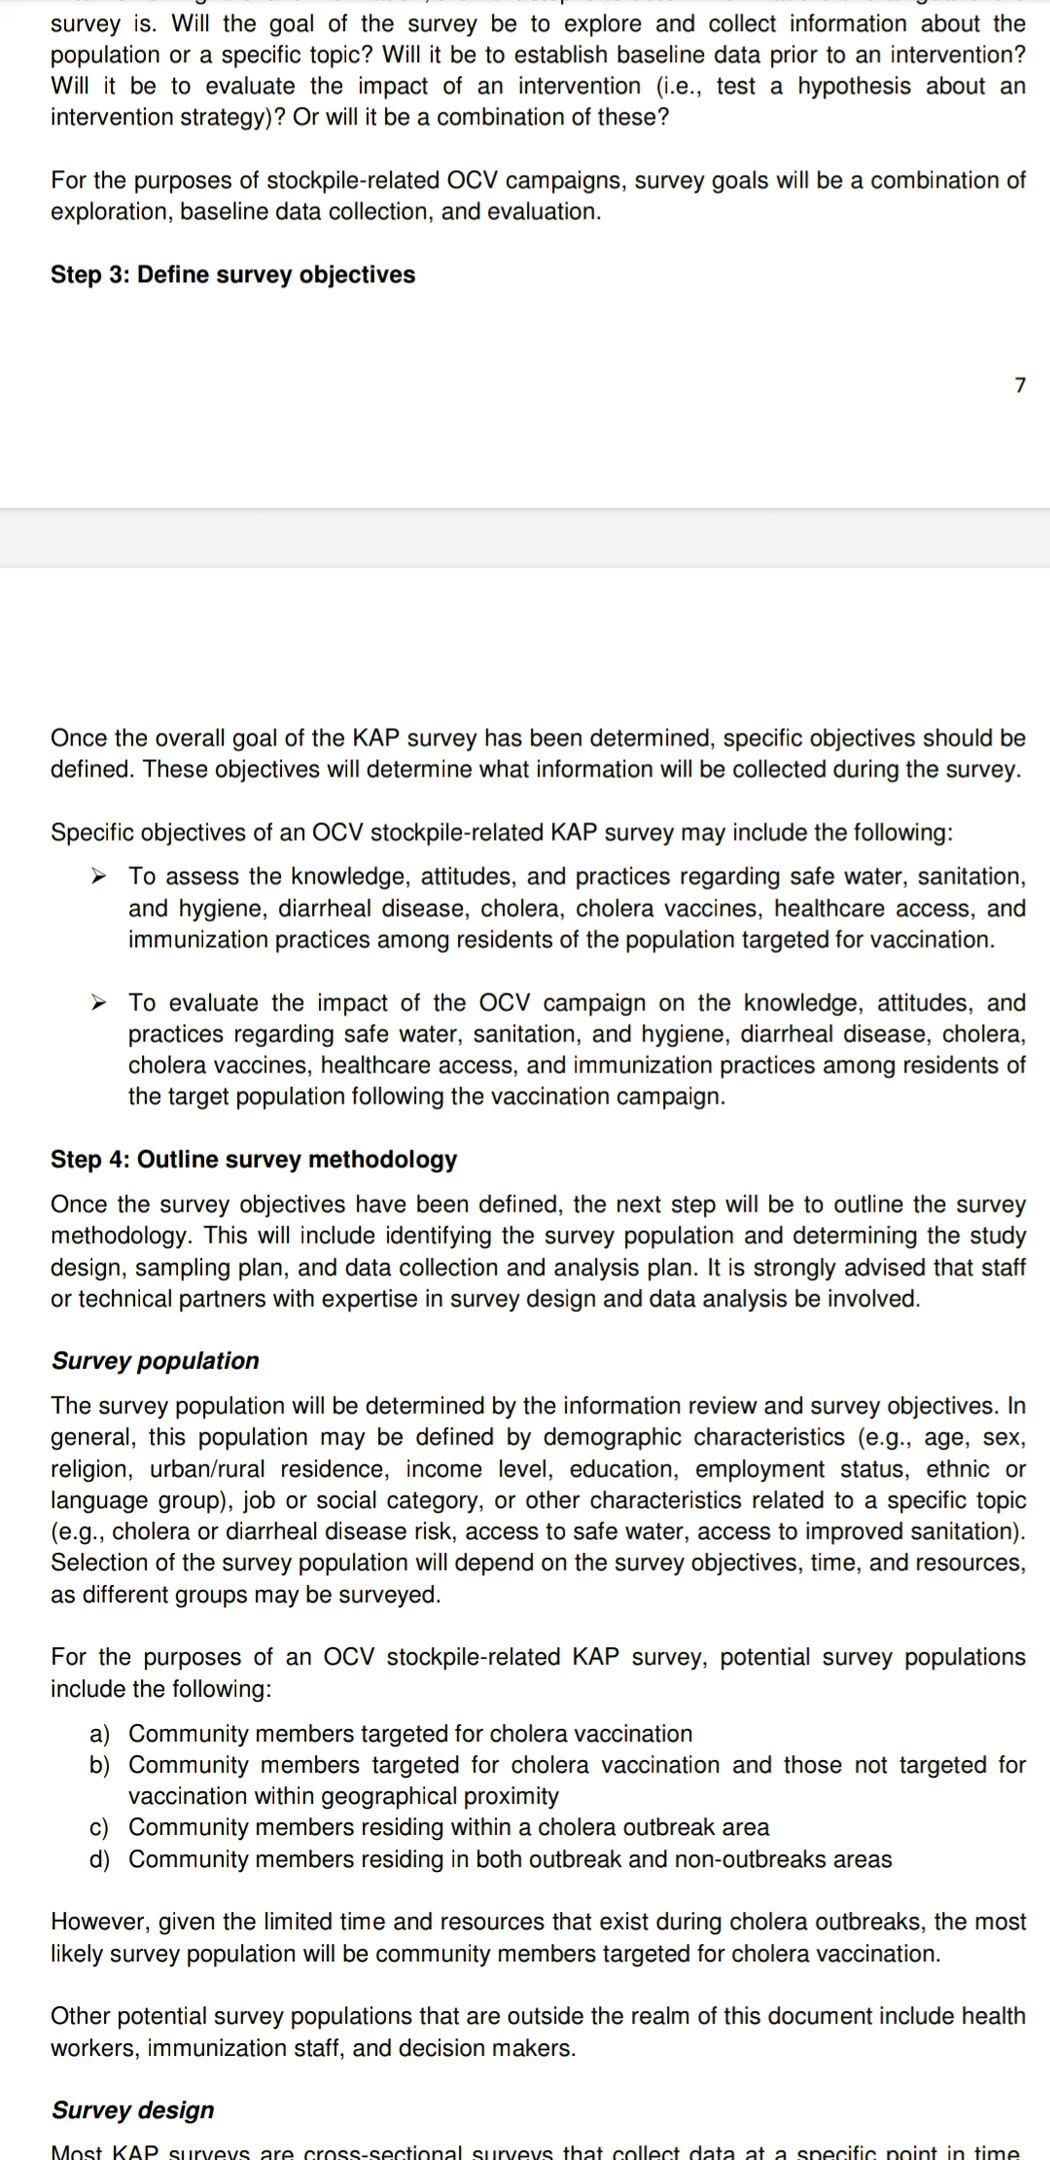 survey is. Will the goal of the survey be to explore and collect information about the
population or a specific topic? Will it be to establish baseline data prior to an intervention?
Will it be to evaluate the impact of an intervention (i.e., test a hypothesis about an
intervention strategy)? Or will it be a combination of these?
For the purposes of stockpile-related OCV campaigns, survey goals will be a combination of
exploration, baseline data collection, and evaluation.
Step 3: Define survey objectives
7
Once the overall goal of the KAP survey has been determined, specific objectives should be
defined. These objectives will determine what information will be collected during the survey.
Specific objectives of an OCV stockpile-related KAP survey may include the following:
➢ To assess the knowledge, attitudes, and practices regarding safe water, sanitation,
and hygiene, diarrheal disease, cholera, cholera vaccines, healthcare access, and
immunization practices among residents of the population targeted for vaccination.
➢ To evaluate the impact of the OCV campaign on the knowledge, attitudes, and
practices regarding safe water, sanitation, and hygiene, diarrheal disease, cholera,
cholera vaccines, healthcare access, and immunization practices among residents of
the target population following the vaccination campaign.
Step 4: Outline survey methodology
Once the survey objectives have been defined, the next step will be to outline the survey
methodology. This will include identifying the survey population and determining the study
design, sampling plan, and data collection and analysis plan. It is strongly advised that staff
or technical partners with expertise in survey design and data analysis be involved.
Survey population
The survey population will be determined by the information review and survey objectives. In
general, this population may be defined by demographic characteristics (e.g., age, sex,
religion, urban/rural residence, income level, education, employment status, ethnic or
language group), job or social category, or other characteristics related to a specific topic
(e.g., cholera or diarrheal disease risk, access to safe water, access to improved sanitation).
Selection of the survey population will depend on the survey objectives, time, and resources,
as different groups may be surveyed.
For the purposes of an OCV stockpile-related KAP survey, potential survey populations
include the following:
a) Community members targeted for cholera vaccination
b) Community members targeted for cholera vaccination and those not targeted for
vaccination within geographical proximity
c) Community members residing within a cholera outbreak area
d) Community members residing in both outbreak and non-outbreaks areas
However, given the limited time and resources that exist during cholera outbreaks, the most
likely survey population will be community members targeted for cholera vaccination.
Other potential survey populations that are outside the realm of this document include health
workers, immunization staff, and decision makers.
Survey design
Most KAP surveys are cross-sectional surveys that collect data at a specific point in time.